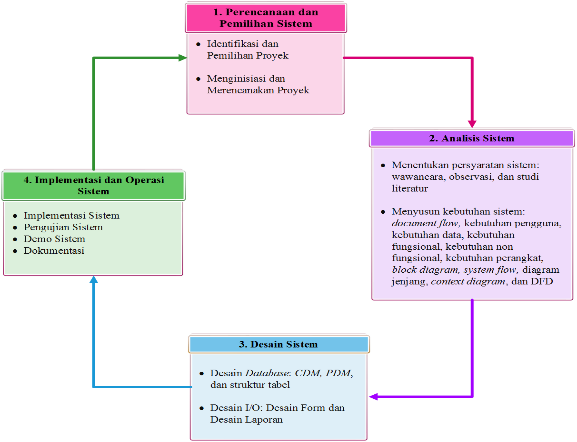 1. Perencanaan dan
Pemilihan Sistem
• Identifikasi dan
Pemilihan Proyek
• Menginisiasi dan
Merencanakan Proyek
2. Analisis Sistem
• Menentukan persyaratan sistem:
wawancara, observasi, dan studi
literatur
• Menyusun kebutuhan sistem:
document flow, kebutuhan pengguna,
kebutuhan data, kebutuhan
fungsional, kebutuhan non
fungsional, kebutuhan perangkat,
block diagram, system flow, diagram
jenjang, context diagram, dan DFD
3. Desain Sistem
• Desain Database: CDM, PDM,
dan struktur tabel
• Desain I/O: Desain Form dan
Desain Laporan
4. Implementasi dan Operasi
Sistem
• Implementasi Sistem
• Pengujian Sistem
• Demo Sistem
• Dokumentasi